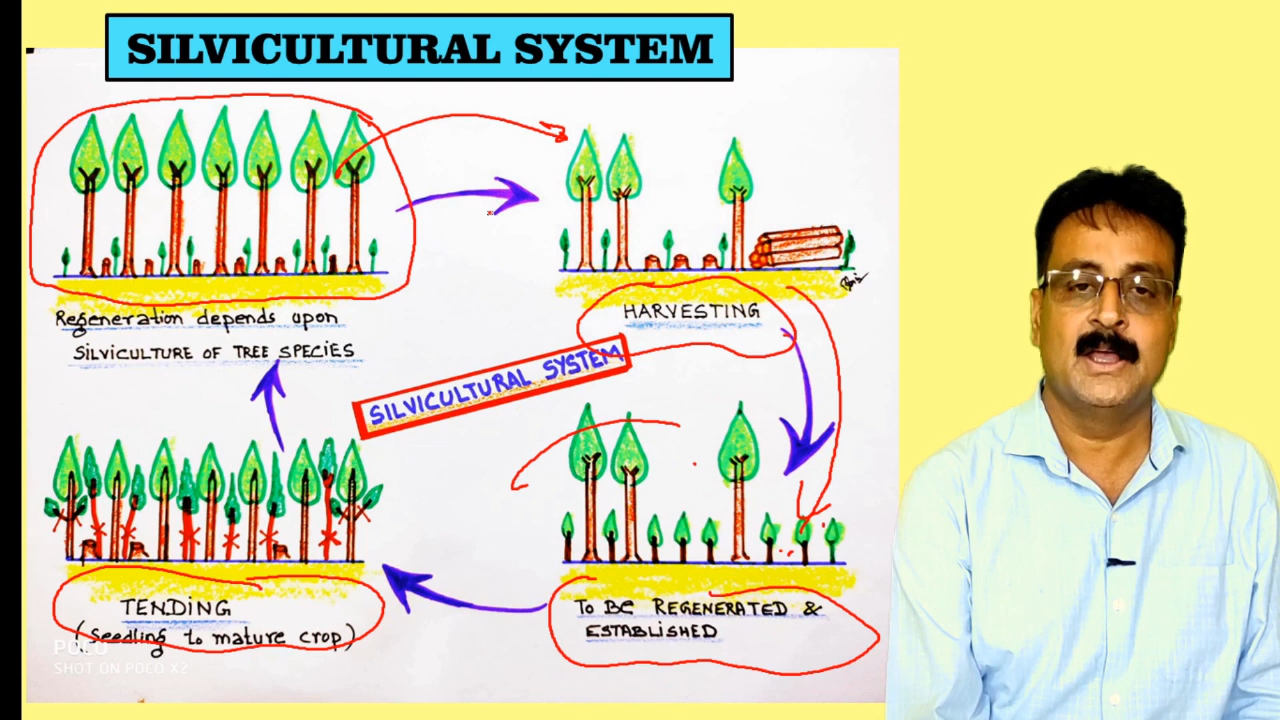 SILVICULTURAL SYSTEM
Regeneration depends upon
SILVICULTURE OF TREE SPECIES
HARVESTING
SILVICULTURAL SYSTEM
TENDING
(Seedling to mature crop)
To BE REGENERATED &
ESTABLISHED
POCO
SHOT ON POCO X2